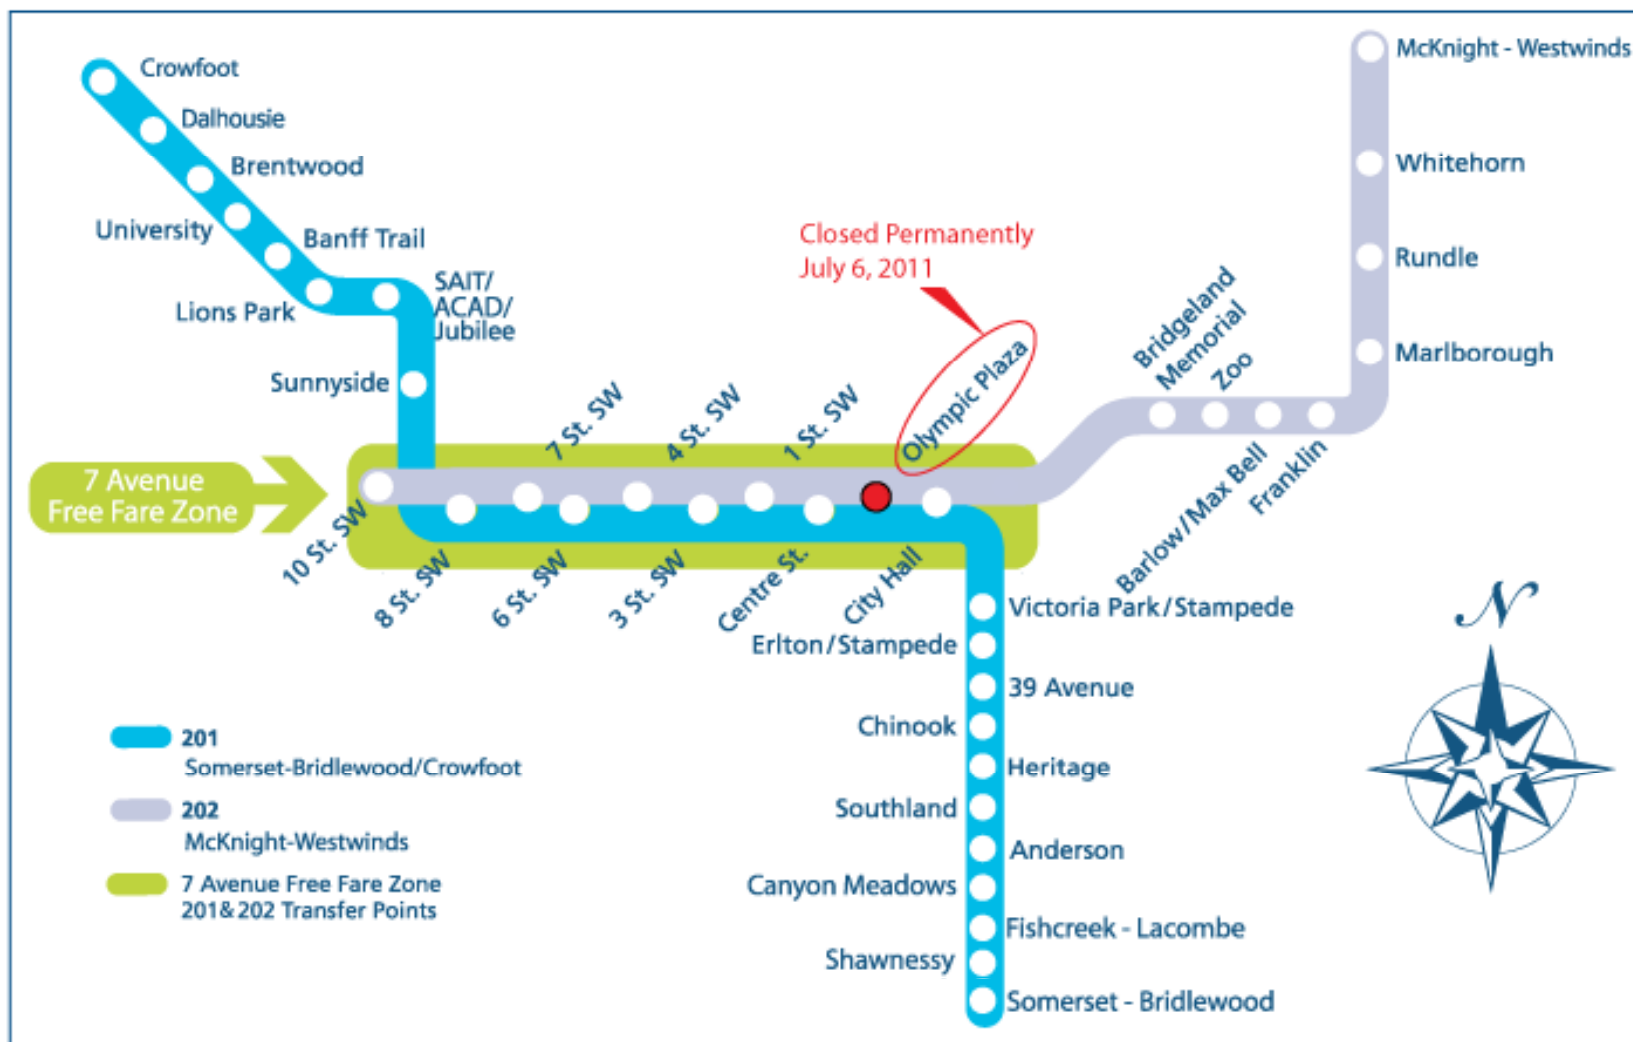 Crowfoot
Dalhousie
Brentwood
University
Banff Trail
Lions Park
SAIT/
ACAD/
Jubilee
Sunnyside
Closed Permanently
July 6, 2011
7 Avenue
Free Fare Zone
10 St. SW
8 St. SW
7 St. SW
6 St. SW
4 St. SW
3 St. SW
1 St. SW
Centre St.
Olympic Plaza
City Hall
Bridgeland
Memorial
Zoo
Barlow/Max Bell
Franklin
McKnight - Westwinds
Whitehorn
Rundle
Marlborough
Victoria Park/Stampede
Erlton/Stampede
39 Avenue
Chinook
Heritage
Southland
Anderson
Canyon Meadows
Fishcreek - Lacombe
Shawnessy
Somerset - Bridlewood
201
Somerset-Bridlewood/Crowfoot
202
McKnight-Westwinds
7 Avenue Free Fare Zone
201&202 Transfer Points
N